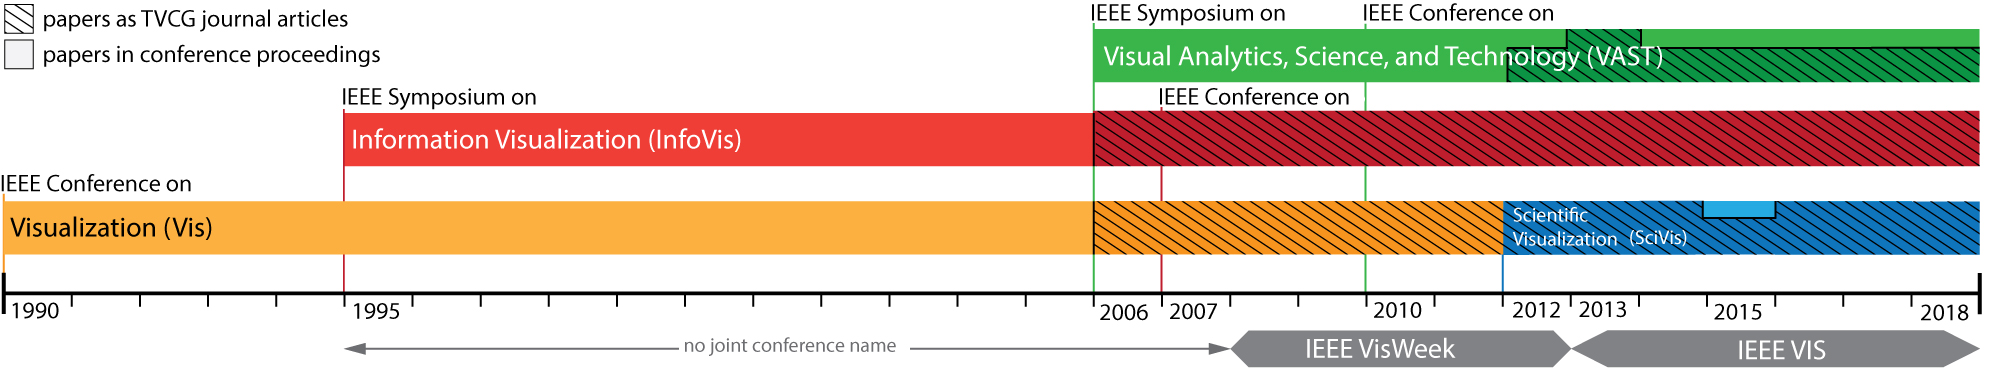 papers as TVCG journal articles
papers in conference proceedings
IEEE Symposium on
IEEE Conference on
Visual Analytics, Science, and Technology (VAST)
IEEE Symposium on
IEEE Conference on
Information Visualization (InfoVis)
IEEE Conference on
Visualization (Vis)
Scientific
Visualization (SciVis)
1990 1995 2006 2007 2010 2012 2013 2015 2018
no joint conference name
IEEE VisWeek
IEEE VIS